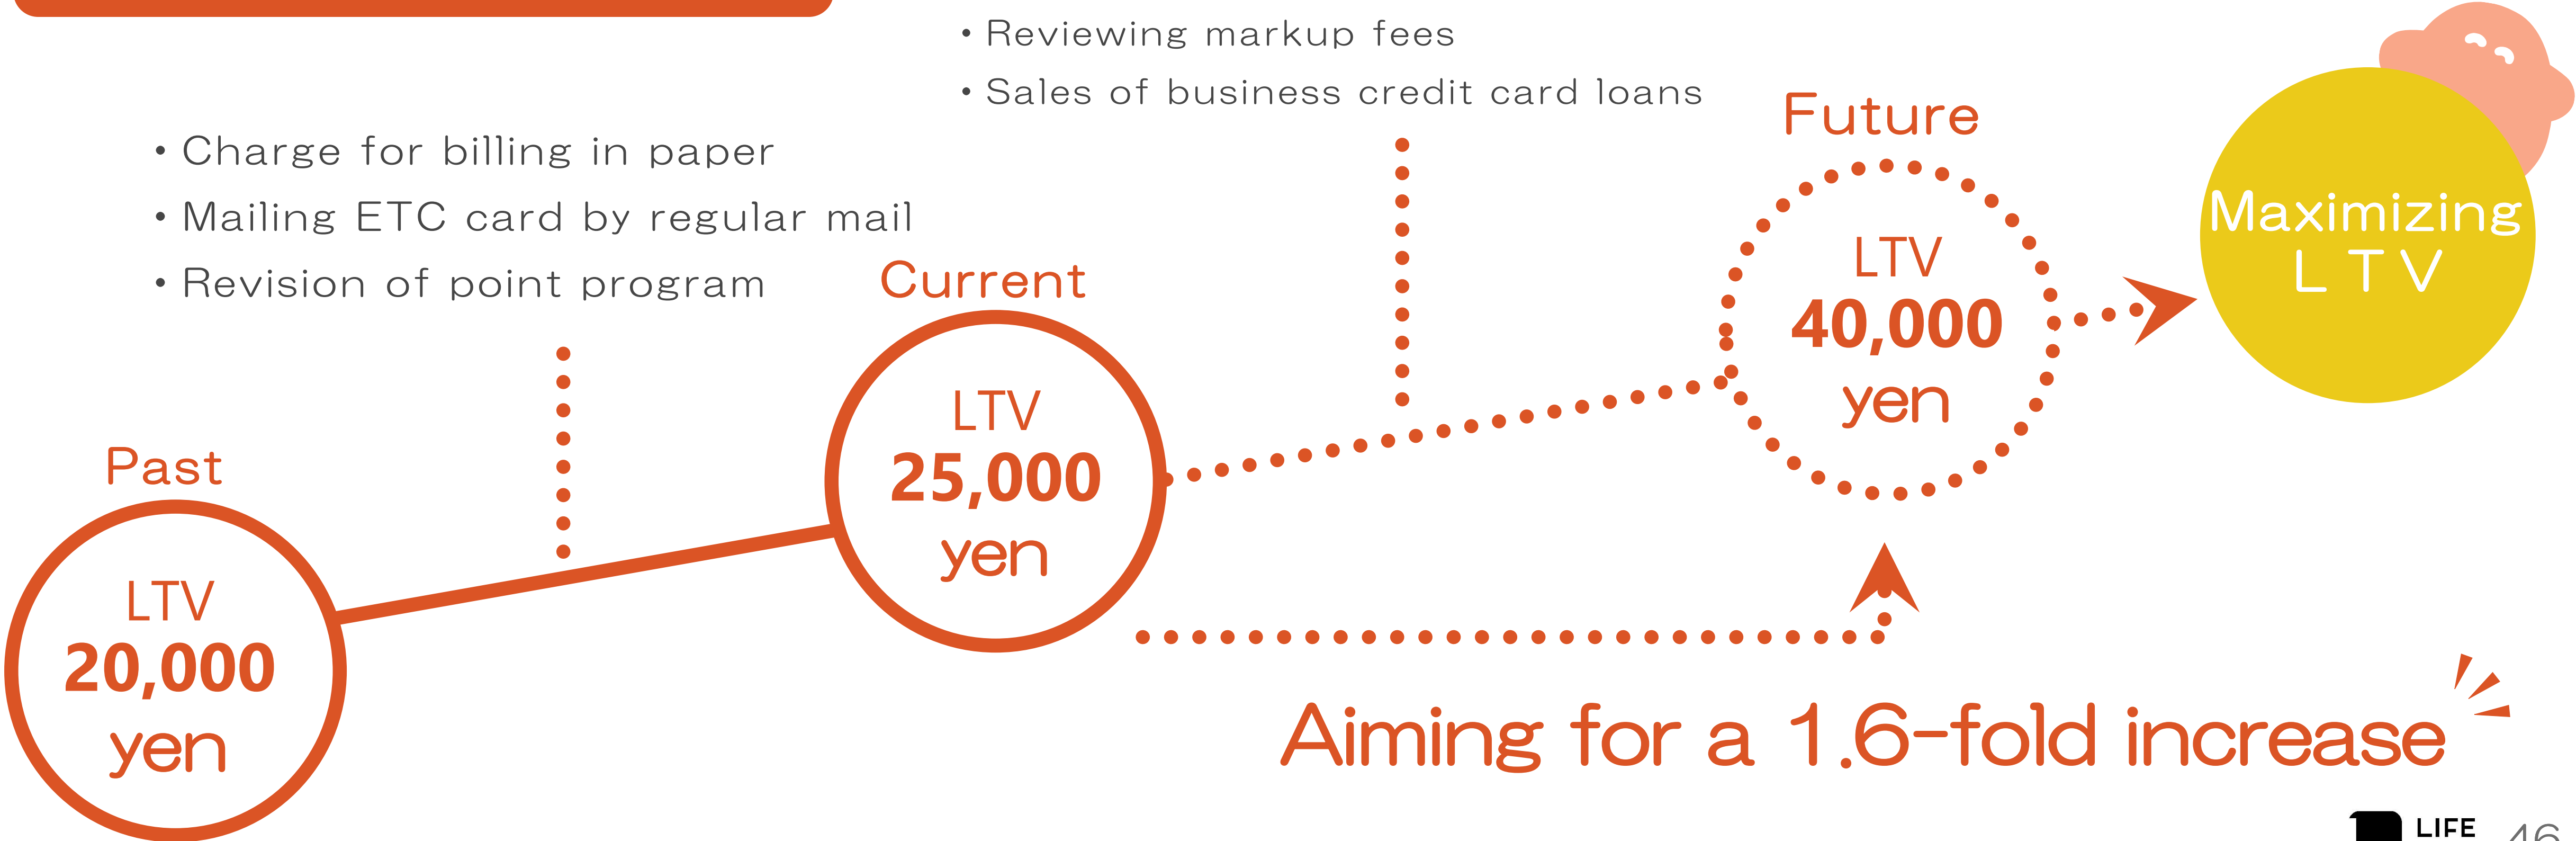 • Reviewing markup fees
• Sales of business credit card loans
• Charge for billing in paper
• Mailing ETC card by regular mail
• Revision of point program
Past
LTV
20,000
yen
Current
LTV
25,000
yen
Future
LTV
40,000
yen
Maximizing
LTV
Aiming for a 1.6-fold increase
LIFE
46